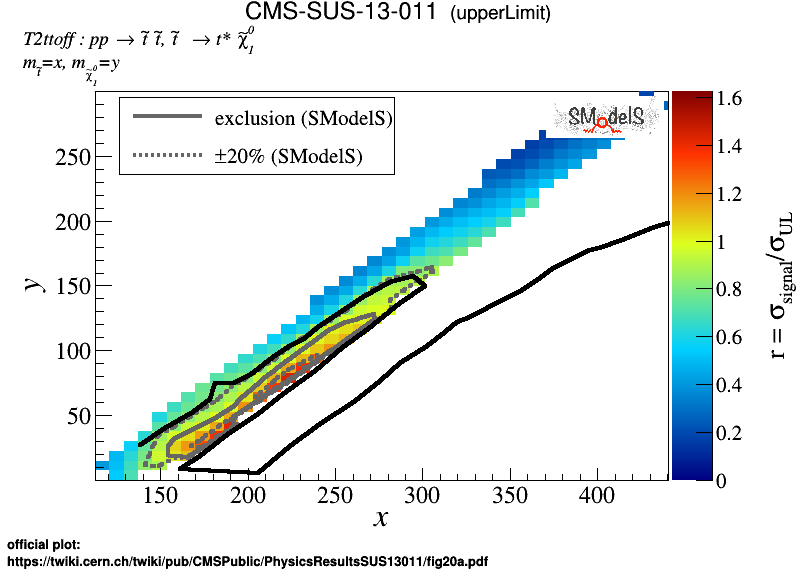 CMS-SUS-13-011 (upperLimit)
T2ttoff : pp → t̃ t̃, t̃ → t* χ̃₁⁰
m_t̃=x, m_χ̃₁⁰=y
SModelS
exclusion (SModelS)
±20% (SModelS)
250
200
150
100
50
y
150 200 250 300 350 400
x
1.6
1.4
1.2
1
0.8
0.6
0.4
0.2
0
r = σ_signal/σ_UL
official plot:
https://twiki.cern.ch/twiki/pub/CMSPublic/PhysicsResultsSUS13011/fig20a.pdf